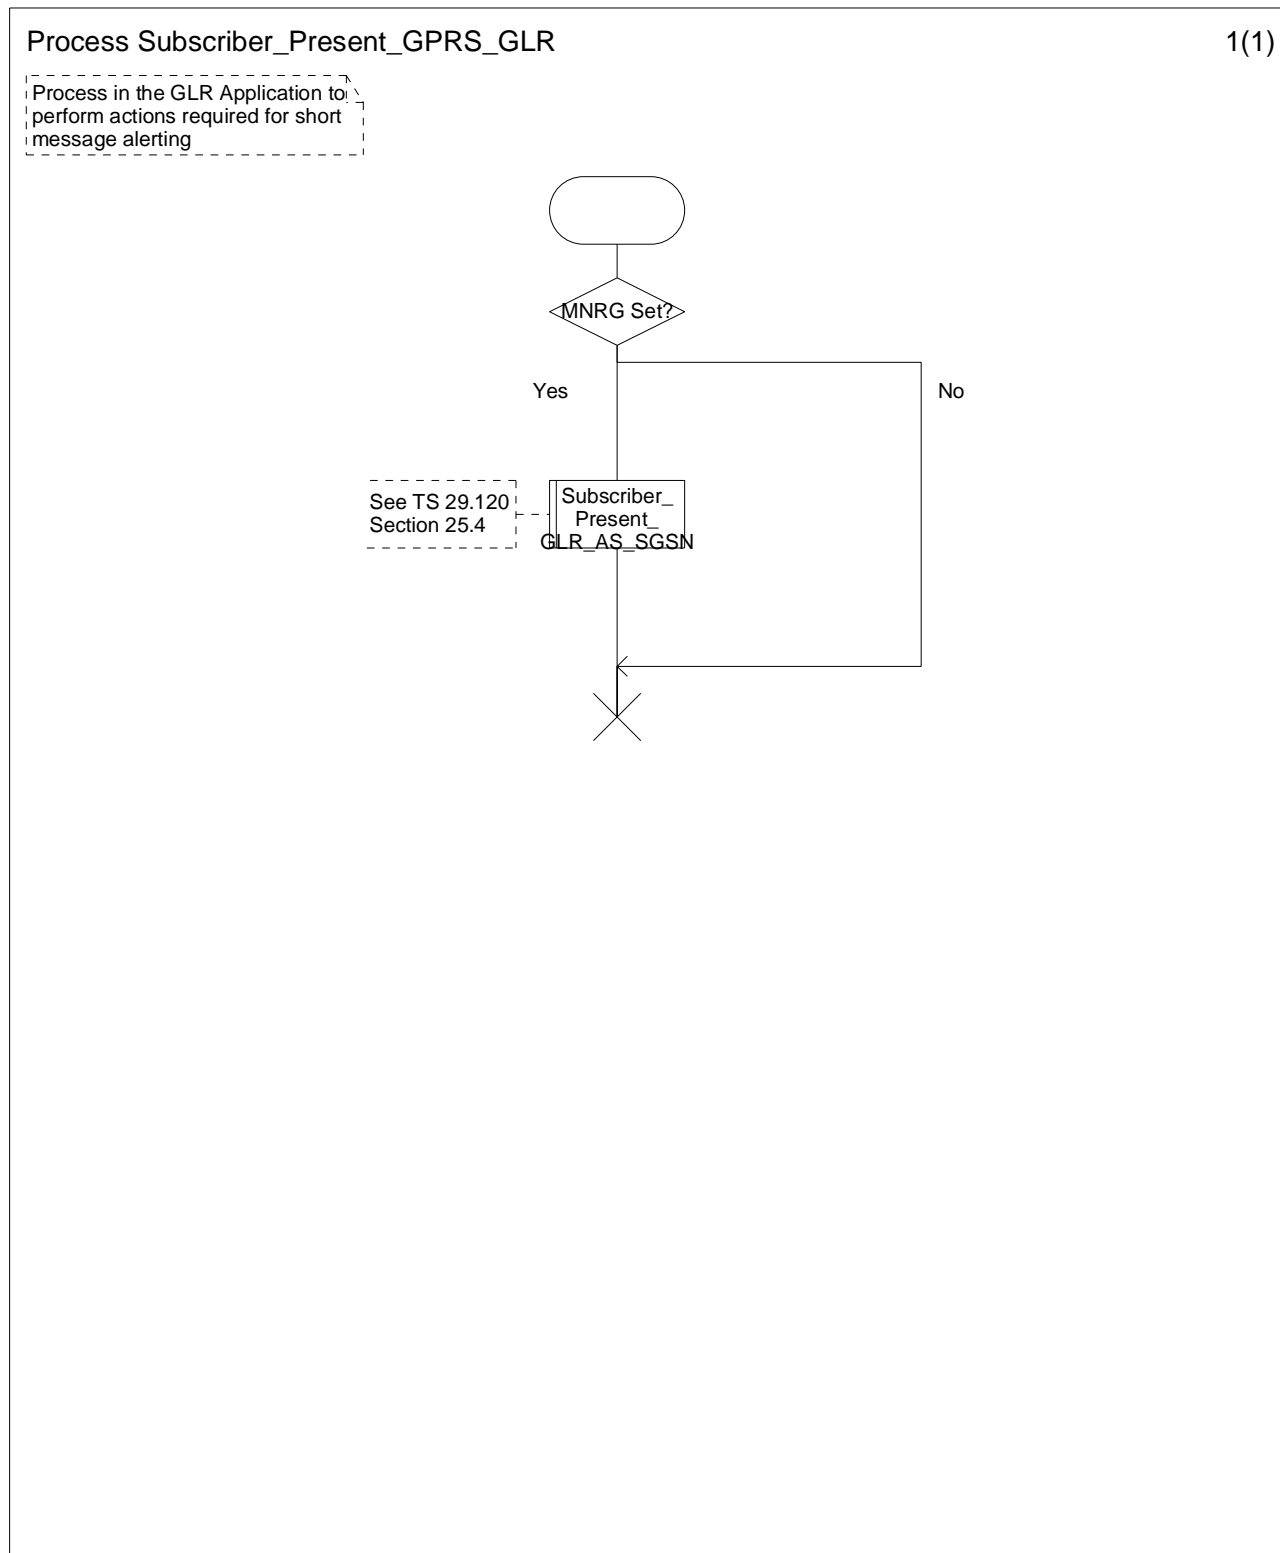 Process Subscriber_Present_GPRS_GLR
1(1)
Process in the GLR Application to
perform actions required for short
message alerting
MNRG Set?
Yes
No
See TS 29.120
Section 25.4
Subscriber_
Present_
GLR_AS_SGSN